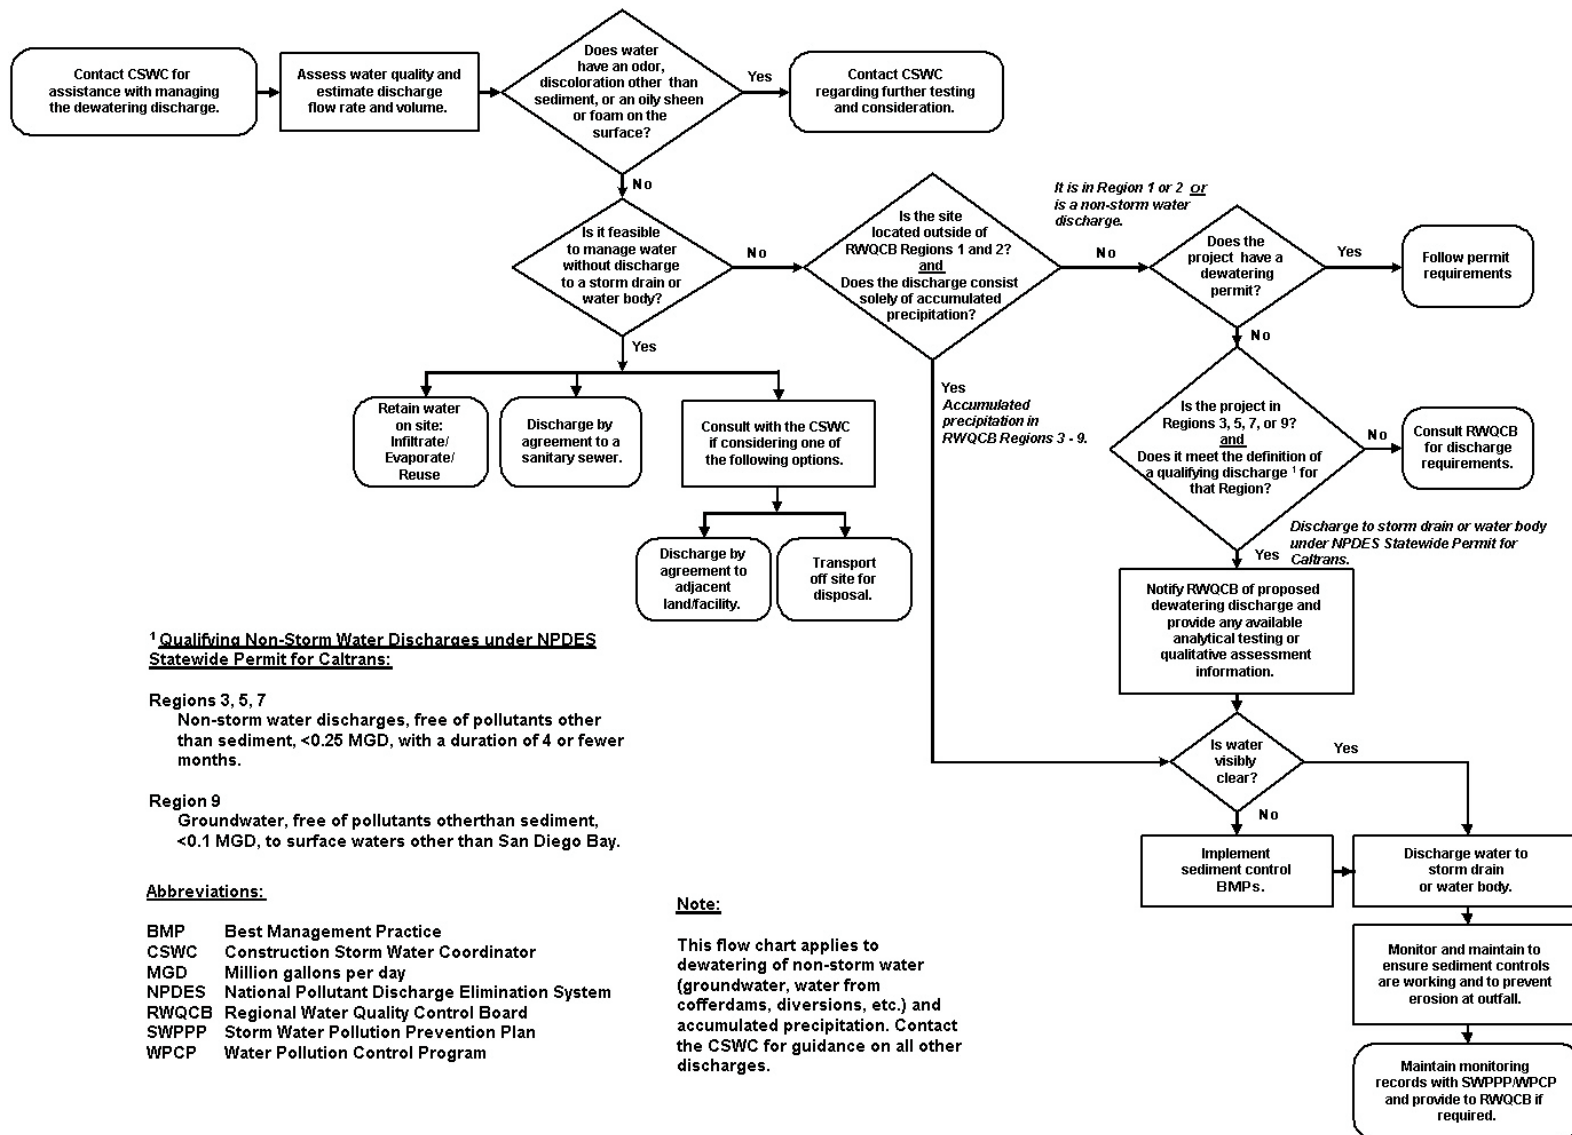 Contact CSWC for
assistance with managing
the dewatering discharge.
Assess water quality and
estimate discharge
flow rate and volume.
Does water
have an odor,
discoloration other than
sediment, or an oily sheen
or foam on the
surface?
Yes
Contact CSWC
regarding further testing
and consideration.
No
Is it feasible
to manage water
without discharge
to a storm drain or
water body?
No
Is the site
located outside of
RWQCB Regions 1 and 2?
and
Does the discharge consist
solely of accumulated
precipitation?
It is in Region 1 or 2 or
is a non-storm water
discharge.
No
Does the
project have a
dewatering
permit?
Yes
Follow permit
requirements
Yes
No
Retain water
on site:
Infiltrate/
Evaporate/
Reuse
Discharge by
agreement to a
sanitary sewer.
Consult with the CSWC
if considering one of
the following options.
Yes
Accumulated
precipitation in
RWQCB Regions 3 - 9.
Is the project in
Regions 3, 5, 7, or 9?
and
Does it meet the definition of
a qualifying discharge 1 for
that Region?
No
Consult RWQCB
for discharge
requirements.
Discharge by
agreement to
adjacent
land/facility.
Transport
off site for
disposal.
Yes
Discharge to storm drain or water body
under NPDES Statewide Permit for
Caltrans.
Notify RWQCB of proposed
dewatering discharge and
provide any available
analytical testing or
qualitative assessment
information.
1 Qualifying Non-Storm Water Discharges under NPDES
Statewide Permit for Caltrans:
Regions 3, 5, 7
Non-storm water discharges, free of pollutants other
than sediment, <0.25 MGD, with a duration of 4 or fewer
months.
Region 9
Groundwater, free of pollutants otherthan sediment,
<0.1 MGD, to surface waters other than San Diego Bay.
Is water
visibly
clear?
Yes
No
Implement
sediment control
BMPs.
Discharge water to
storm drain
or water body.
Monitor and maintain to
ensure sediment controls
are working and to prevent
erosion at outfall.
Maintain monitoring
records with SWPPP/WPCP
and provide to RWQCB if
required.
Abbreviations:
BMP Best Management Practice
CSWC Construction Storm Water Coordinator
MGD Million gallons per day
NPDES National Pollutant Discharge Elimination System
RWQCB Regional Water Quality Control Board
SWPPP Storm Water Pollution Prevention Plan
WPCP Water Pollution Control Program
Note:
This flow chart applies to
dewatering of non-storm water
(groundwater, water from
cofferdams, diversions, etc.) and
accumulated precipitation. Contact
the CSWC for guidance on all other
discharges.